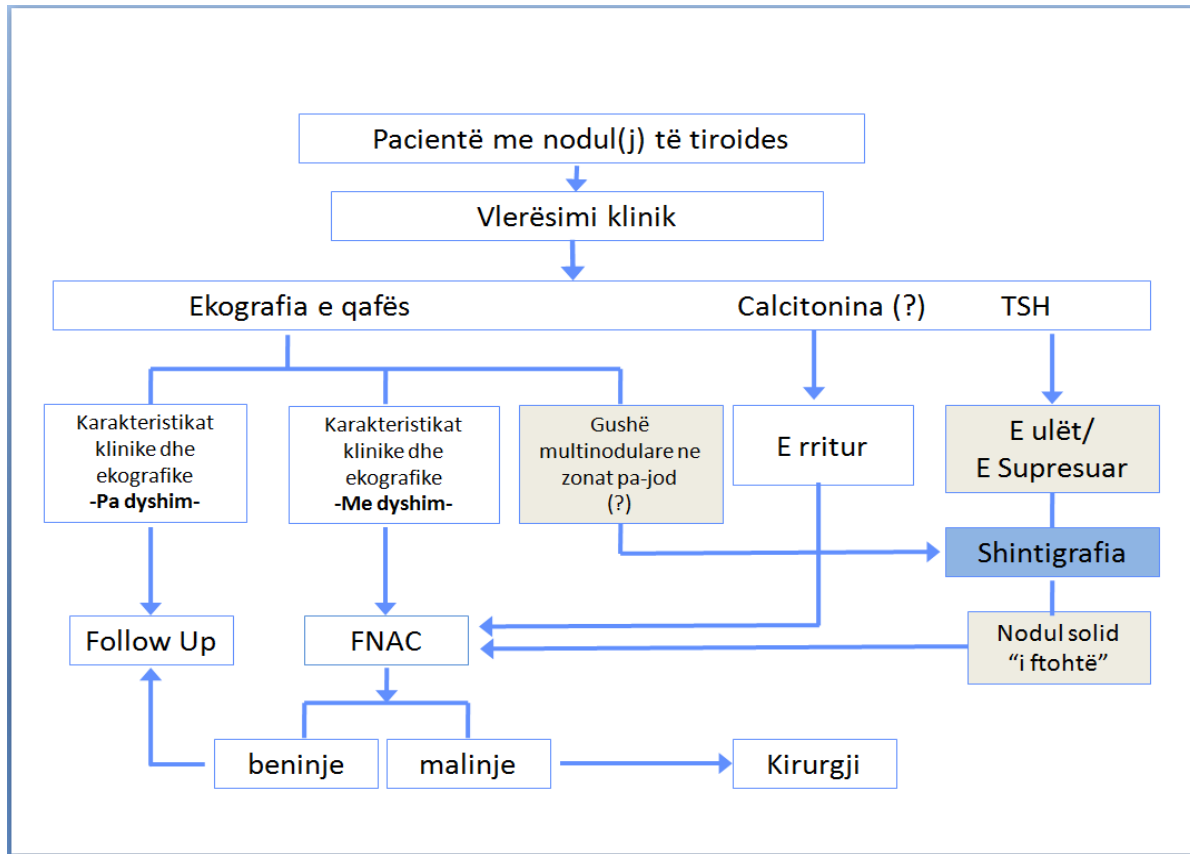 Pacientë me nodul(j) të tiroides
Vlerësimi klinik
Ekografia e qafës
Calcitonina (?)
TSH
Karakteristikat
klinike dhe
ekografike
-Pa dyshim-
Karakteristikat
klinike dhe
ekografike
-Me dyshim-
Gushë
multinodulare ne
zonat pa-jod
(?)
E rritur
E ulët/
E Supresuar
Shintigrafia
Follow Up
FNAC
Nodul solid
“i ftohtë”
beninje
malinje
Kirurgji